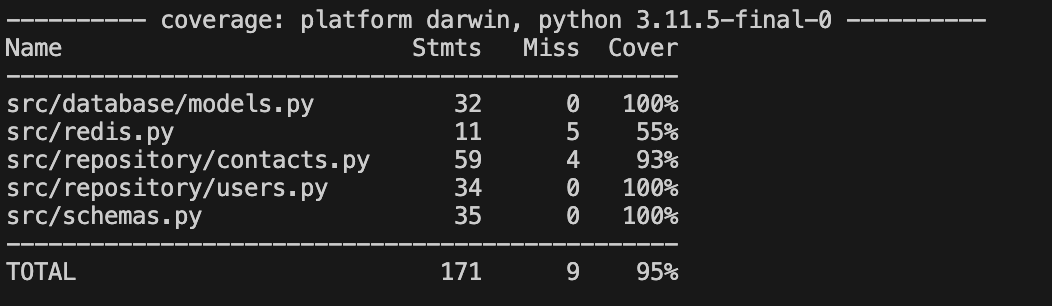 ---------- coverage: platform darwin, python 3.11.5-final-0 ----------
Name                         Stmts   Miss  Cover
------------------------------------------------
src/database/models.py          32      0   100%
src/redis.py                    11      5    55%
src/repository/contacts.py      59      4    93%
src/repository/users.py         34      0   100%
src/schemas.py                  35      0   100%
------------------------------------------------
TOTAL                          171      9    95%